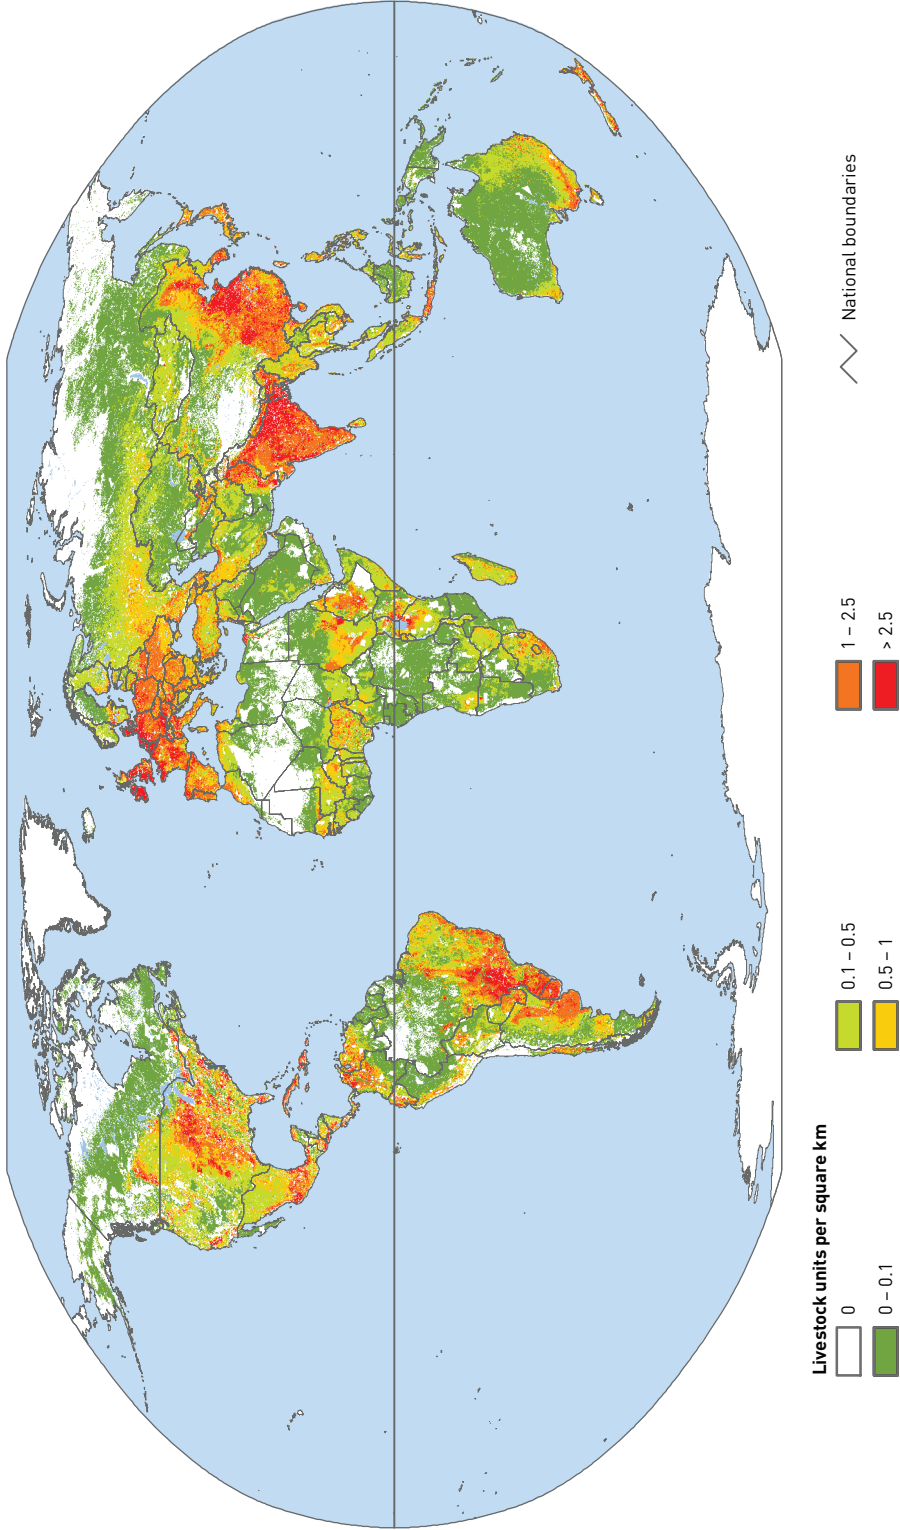 Livestock units per square km
0
0 – 0.1
0.1 – 0.5
0.5 – 1
1 – 2.5
> 2.5
National boundaries